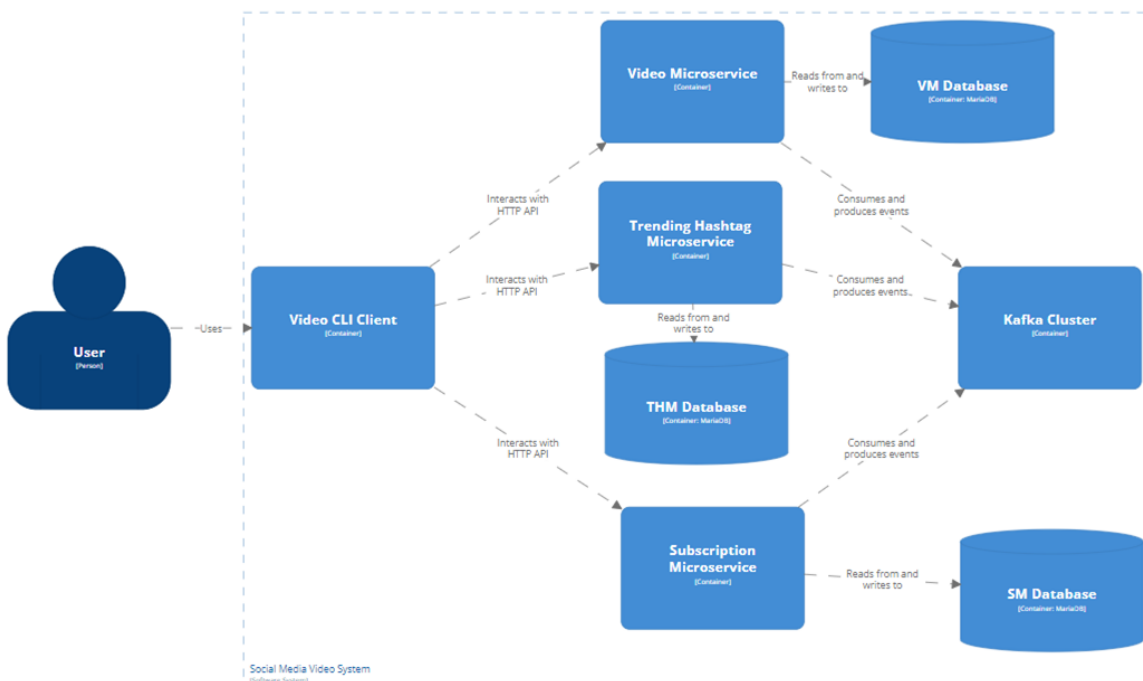 Video Microservice
[Container]
Reads from and
writes to
VM Database
[Container: MariaDB]
Interacts with
HTTP API
Consumes and
produces events
Trending Hashtag
Microservice
[Container]
Interacts with
HTTP API
Consumes and
produces events
User
[Person]
Uses
Video CLI Client
[Container]
Reads from and
writes to
Kafka Cluster
[Container]
THM Database
[Container: MariaDB]
Interacts with
HTTP API
Consumes and
produces events
Subscription
Microservice
[Container]
Reads from and
writes to
SM Database
[Container: MariaDB]
Social Media Video System
[Software System]